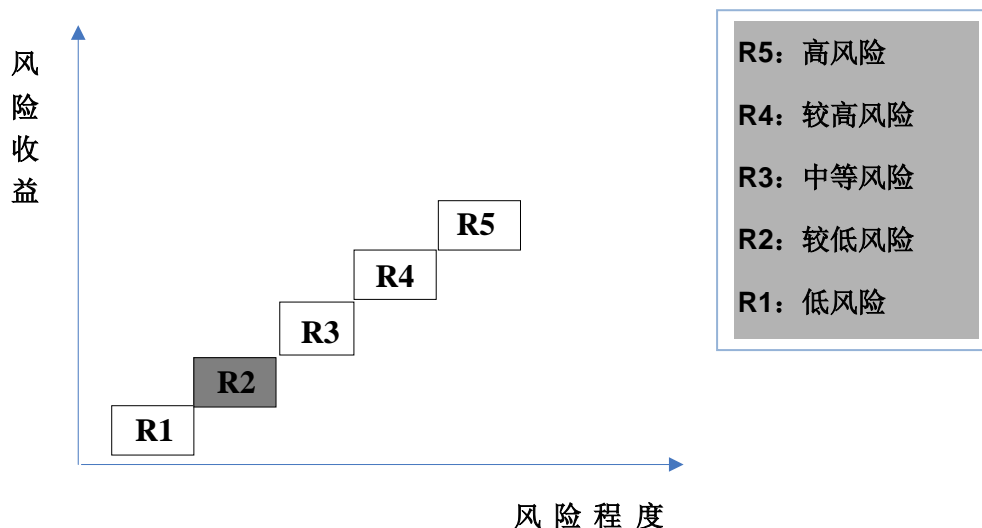 风
险
收
益
R5
R4
R3
R2
R1
风 险 程 度
R5：高风险
R4：较高风险
R3：中等风险
R2：较低风险
R1：低风险